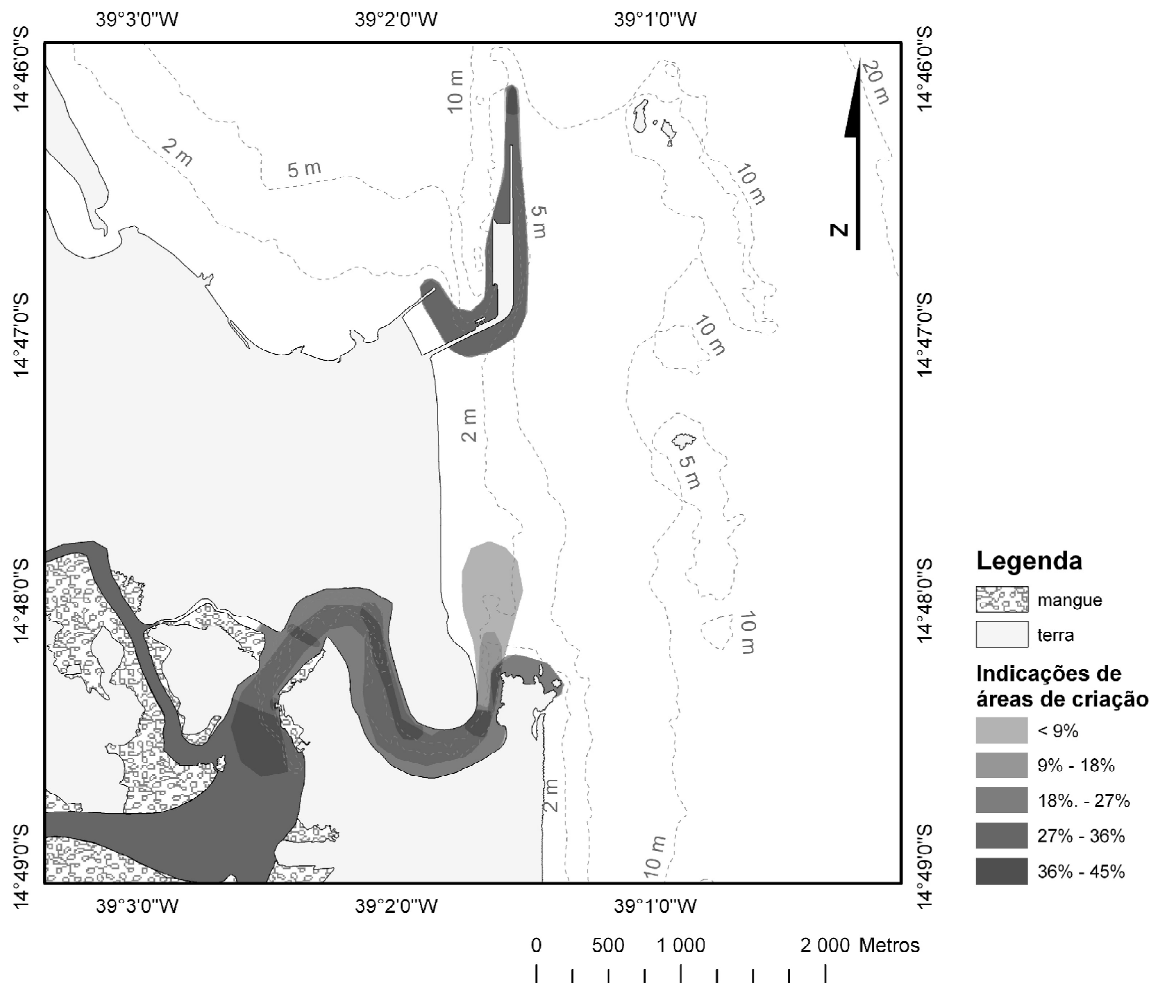 39°3'0"W 39°2'0"W 39°1'0"W
14°46'0"S
14°46'0"S
20 m
10 m
2 m
5 m
10 m
5 m
N
14°47'0"S
14°47'0"S
10 m
2 m
5 m
14°48'0"S
14°48'0"S
10 m
2 m
10 m
14°49'0"S
14°49'0"S
39°3'0"W 39°2'0"W 39°1'0"W
Legenda
mangue
terra
Indicações de
áreas de criação
< 9%
9% - 18%
18%. - 27%
27% - 36%
36% - 45%
0 500 1 000 2 000 Metros